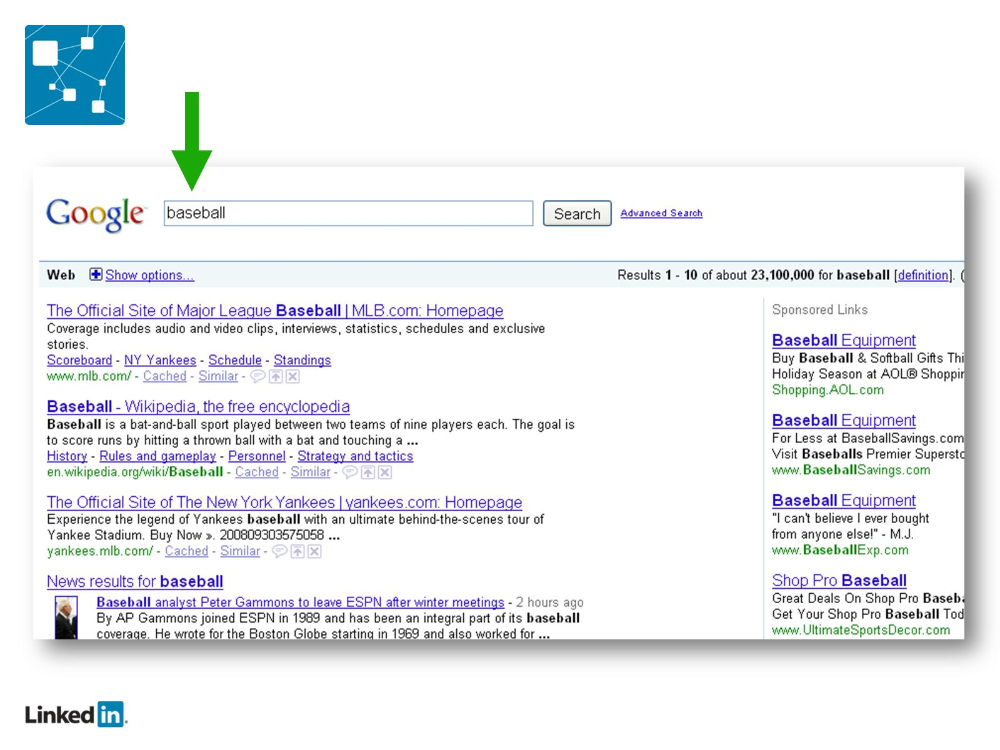 Google™
baseball
Search
Advanced Search
Web
Show options...
Results 1 - 10 of about 23,100,000 for baseball [definition]. (
The Official Site of Major League Baseball | MLB.com: Homepage
Coverage includes audio and video clips, interviews, statistics, schedules and exclusive
stories.
Scoreboard - NY Yankees - Schedule - Standings
www.mlb.com/ - Cached - Similar -
Baseball - Wikipedia, the free encyclopedia
Baseball is a bat-and-ball sport played between two teams of nine players each. The goal is
to score runs by hitting a thrown ball with a bat and touching a ...
History - Rules and gameplay - Personnel - Strategy and tactics
en.wikipedia.org/wiki/Baseball - Cached - Similar -
The Official Site of The New York Yankees | yankees.com: Homepage
Experience the legend of Yankees baseball with an ultimate behind-the-scenes tour of
Yankee Stadium. Buy Now ». 200809303575058 ...
yankees.mlb.com/ - Cached - Similar -
News results for baseball
Baseball analyst Peter Gammons to leave ESPN after winter meetings - 2 hours ago
By AP Gammons joined ESPN in 1989 and has been an integral part of its baseball
coverage. He wrote for the Boston Globe starting in 1969 and also worked for ...
Sponsored Links
Baseball Equipment
Buy Baseball & Softball Gifts Thi
Holiday Season at AOL® Shoppin
Shopping.AOL.com
Baseball Equipment
For Less at BaseballSavings.com
Visit Baseballs Premier Supersto
www.BaseballSavings.com
Baseball Equipment
"I can't believe I ever bought
from anyone else!" - M.J.
www.BaseballExp.com
Shop Pro Baseball
Great Deals On Shop Pro Baseba
Get Your Shop Pro Baseball Tod
www.UltimateSportsDecor.com
Linked in®